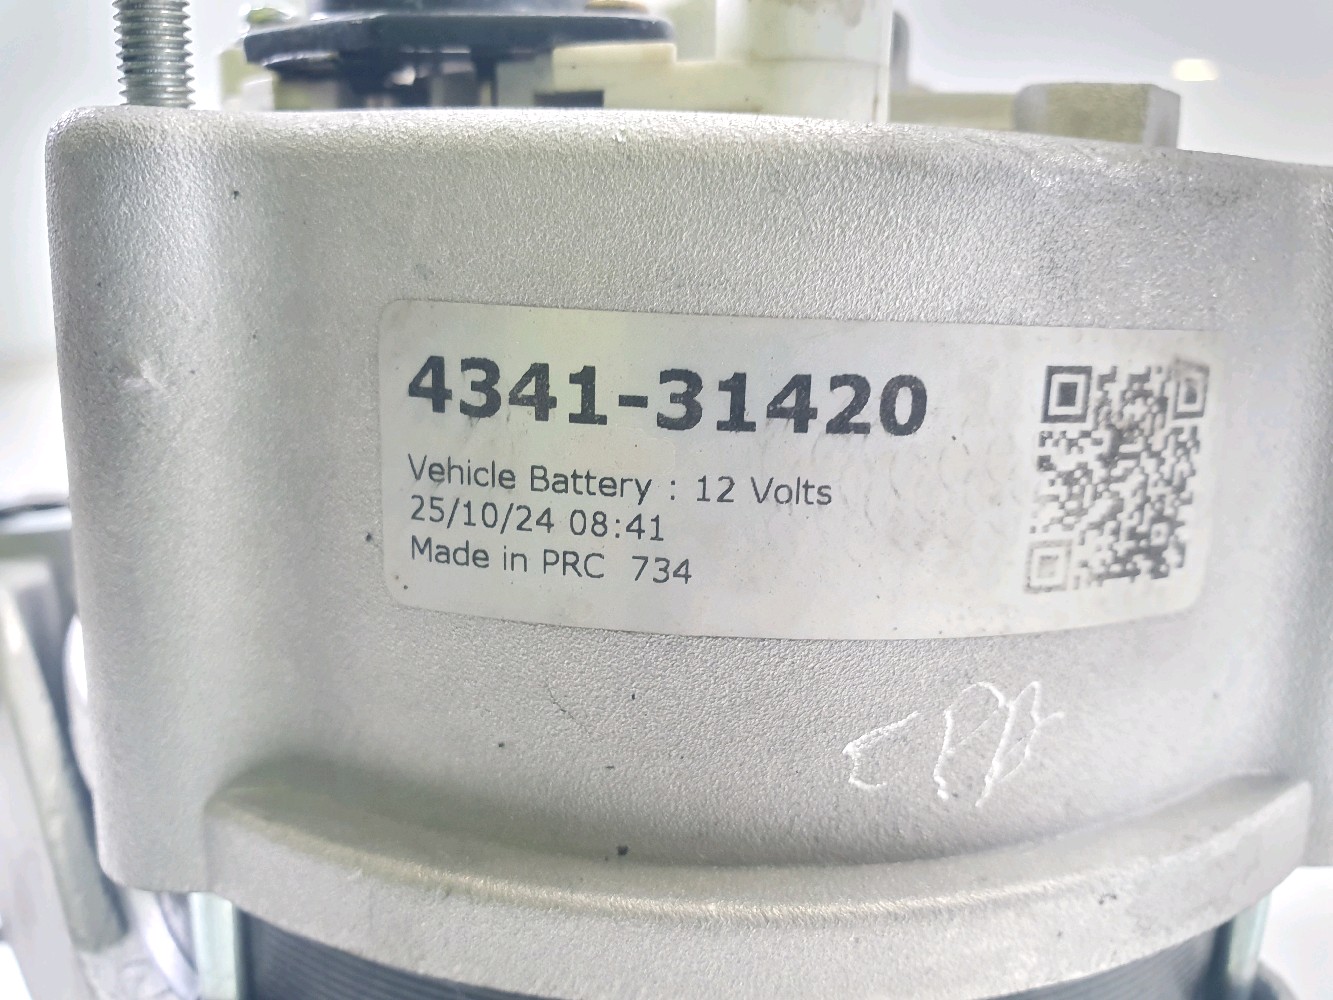 4341-31420
Vehicle Battery : 12 Volts
25/10/24 08:41
Made in PRC 734